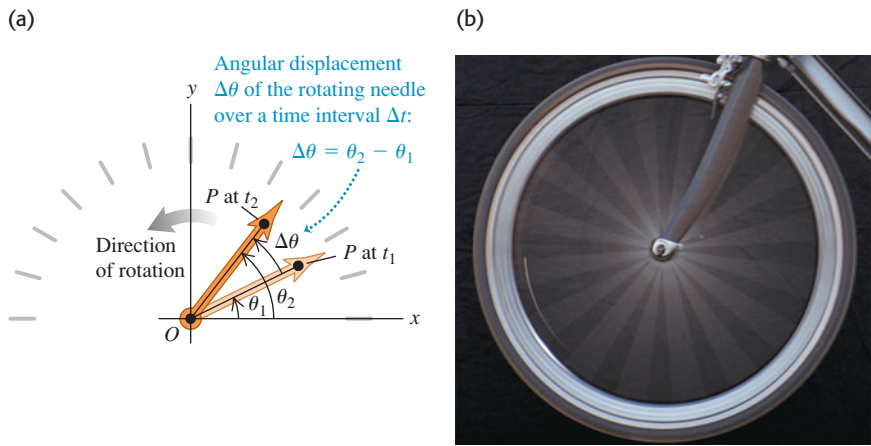 (a)
(b)
Angular displacement
Δθ of the rotating needle
over a time interval Δt:
Δθ = θ₂ − θ₁
y
P at t₂
Direction
of rotation
Δθ
P at t₁
θ₁
θ₂
x
O